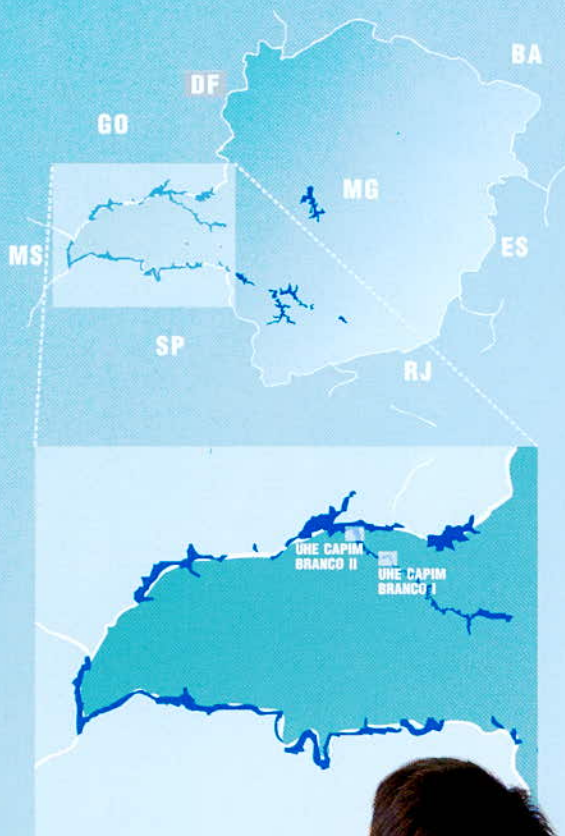 BA
DF
GO
MG
MS
ES
SP
RJ
UHE CAPIM
BRANCO II
UHE CAPIM
BRANCO I